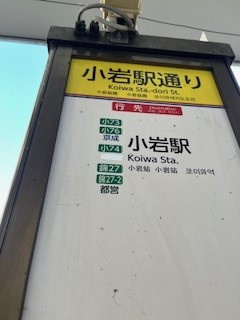 小岩駅通り
Koiwa Sta.-dori St.
行先 Destination
小73
小76
京成
小74
小岩駅
Koiwa Sta.
小岩站 小岩站 코이와역
錦27
錦27-2
都営